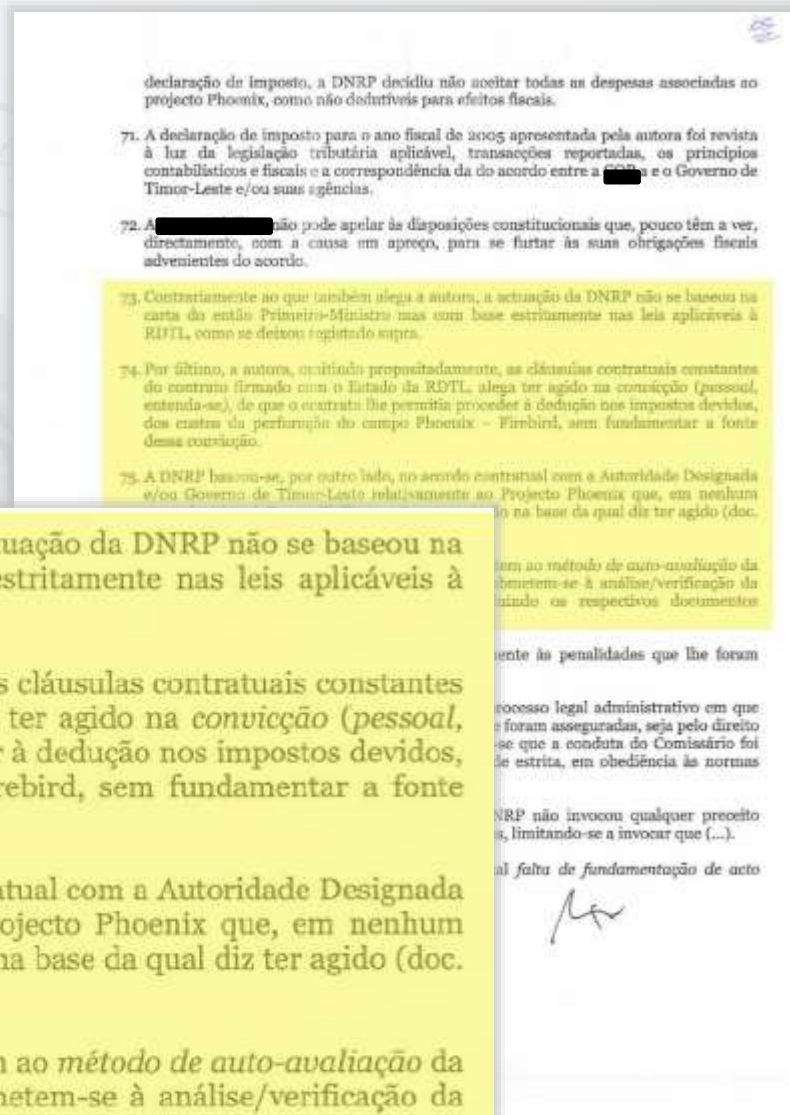 declaração de imposto, a DNRP decidiu não aceitar todas as despesas associadas ao
projecto Phoenix, como não dedutíveis para efeitos fiscais.
71. A declaração de imposto para o ano fiscal de 2005 apresentada pela autora foi revista
à luz da legislação tributária aplicável, transacções reportadas, os princípios
contabilísticos e fiscais e a correspondência da do acordo entre a e o Governo de
Timor-Leste e/ou suas agências.
72. A não pode apelar às disposições constitucionais que, pouco têm a ver,
directamente, com a causa em apreço, para se furtar às suas obrigações fiscais
advenientes do acordo.
73. Contrariamente ao que também alega a autora, a actuação da DNRP não se baseou na
carta do então Primeiro-Ministro mas com base estritamente nas leis aplicáveis à
RDTL, como se deixou registado supra.
74. Por último, a autora, omitindo propositadamente, as cláusulas contratuais constantes
do contrato firmado com o Estado da RDTL, alega ter agido na convicção (pessoal,
entenda-se), de que o contrato lhe permitia proceder à dedução nos impostos devidos,
dos custos da perfuração do campo Phoenix – Firebird, sem fundamentar a fonte
dessa convicção.
75. A DNRP baseou-se, por outro lado, no acordo contratual com a Autoridade Designada
e/ou Governo de Timor-Leste relativamente ao Projecto Phoenix que, em nenhum
na base da qual diz ter agido (doc.
ao método de auto-avaliação da
submetem-se à análise/verificação da
os respectivos documentos
às penalidades que lhe foram
processo legal administrativo em que
foram asseguradas, seja pelo direito
-se que a conduta do Comissário foi
estrita, em obediência às normas
DNRP não invocou qualquer preceito
limitando-se a invocar que (...).
falta de fundamentação de acto
tuação da DNRP não se baseou na
estritamente nas leis aplicáveis à
s cláusulas contratuais constantes
ter agido na convicção (pessoal,
r à dedução nos impostos devidos,
rebird, sem fundamentar a fonte
atual com a Autoridade Designada
ojecto Phoenix que, em nenhum
na base da qual diz ter agido (doc.
ao método de auto-avaliação da
metem-se à análise/verificação da